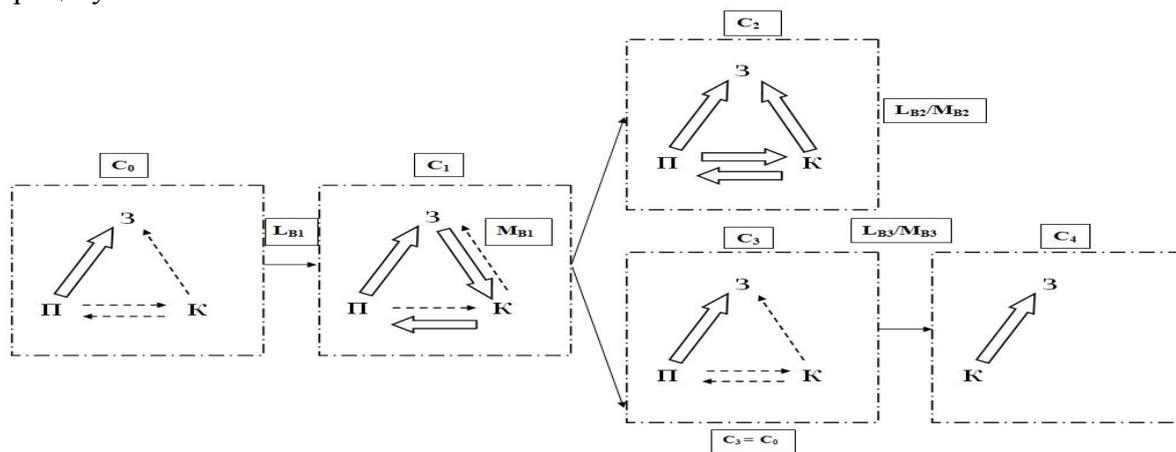 C₂
З
L_B2/M_B2
П К
C₀
C₁
З
L_B1
З
M_B1
П К
П К
C₃
L_B3/M_B3
C₄
З
З
П К
К
C₃ = C₀